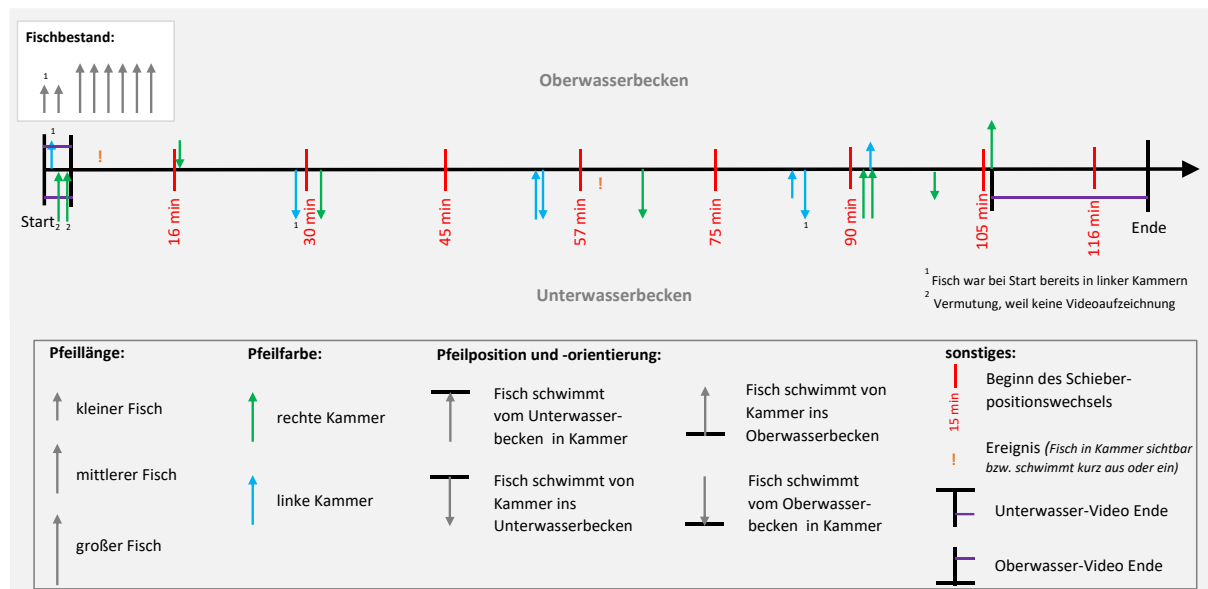 Fischbestand:
1
Oberwasserbecken
1
!
!
Start
2 2
1
1
16 min
30 min
45 min
57 min
75 min
90 min
105 min
116 min
Ende
Unterwasserbecken
1 Fisch war bei Start bereits in linker Kammern
2 Vermutung, weil keine Videoaufzeichnung
Pfeillänge:
kleiner Fisch
mittlerer Fisch
großer Fisch
Pfeilfarbe:
rechte Kammer
linke Kammer
Pfeilposition und -orientierung:
Fisch schwimmt
vom Unterwasser-
becken in Kammer
Fisch schwimmt von
Kammer ins
Unterwasserbecken
Fisch schwimmt von
Kammer ins
Oberwasserbecken
Fisch schwimmt
vom Oberwasser-
becken in Kammer
sonstiges:
15 min
Beginn des Schieber-
positionswechsels
!
Ereignis (Fisch in Kammer sichtbar
bzw. schwimmt kurz aus oder ein)
Unterwasser-Video Ende
Oberwasser-Video Ende